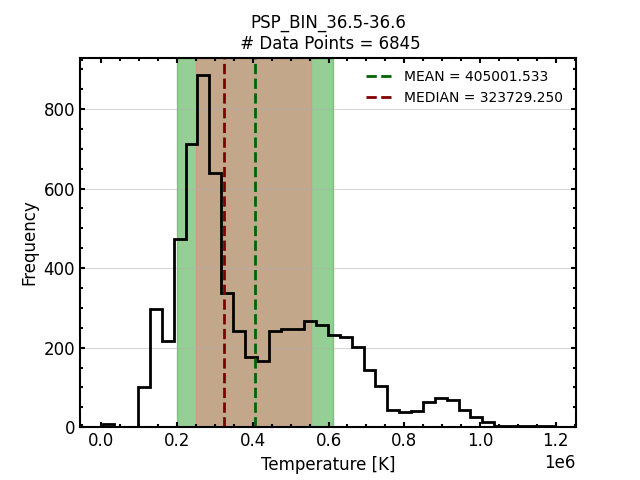 PSP_BIN_36.5-36.6
# Data Points = 6845
MEAN = 405001.533
MEDIAN = 323729.250
Frequency
800
600
400
200
0
0.0 0.2 0.4 0.6 0.8 1.0 1.2
1e6
Temperature [K]